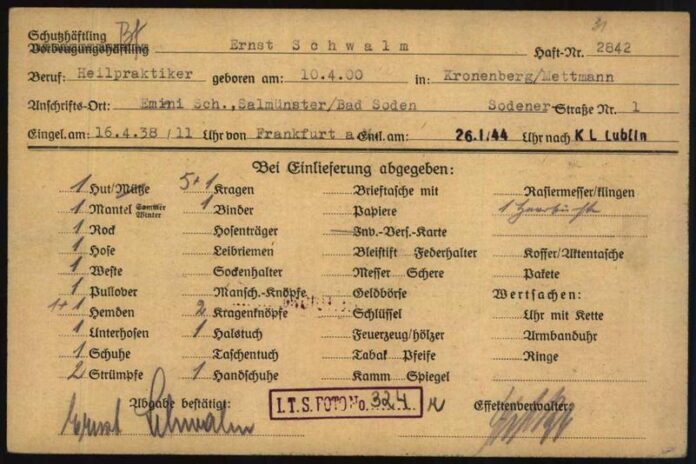 31
Schutzhäftling BV
Vorbeugungshäftling Ernst Schwalm Haft-Nr. 2842
Beruf: Heilpraktiker geboren am: 10.4.00 in: Kronenberg/Mettmann
Anschrifts-Ort: Emini Sch., Salmünster/Bad Soden Sodener- Straße Nr. 1
Eingel. am: 16.4.38 /11 Uhr von Frankfurt a. Entl. am: 26.1.44 Uhr nach K L Lublin
Bei Einlieferung abgegeben:
1 Hut/Mütze 5+1 Kragen Brieftasche mit Rasiermesser/klingen
1 Mantel Sommer Winter 1 Binder Papiere 1 Haarbürste
1 Rock Hosenträger Inv.-Vers.-Karte
1 Hose Leibriemen Bleistift Federhalter Koffer/Aktentasche
1 Weste Sockenhalter Messer Schere Pakete
1 Pullover Mansch.-Knöpfe Geldbörse Wertsachen:
1+1 Hemden 2 Kragenknöpfe Schlüssel Uhr mit Kette
1 Unterhosen 1 Halstuch Feuerzeug/hölzer Armbanduhr
1 Schuhe Taschentuch Tabak Pfeife Ringe
2 Strümpfe 1 Handschuhe Kamm Spiegel
Abgabe bestätigt: I.T.S. FOTO No. 324 Effektenverwalter:
Ernst Schwalm